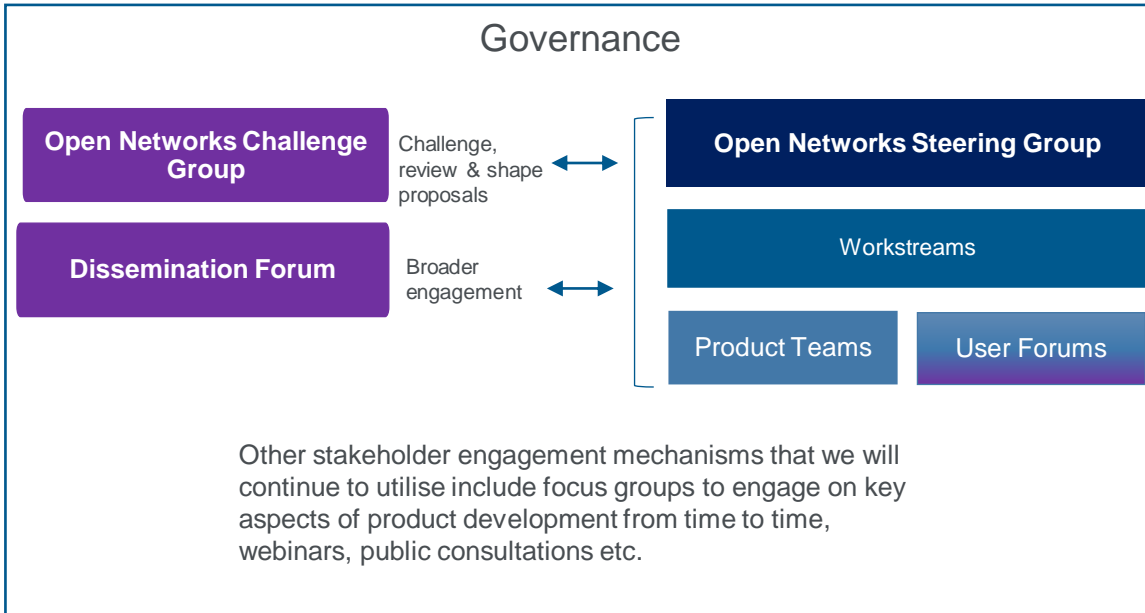 Governance
Open Networks Challenge
Group
Challenge,
review & shape
proposals
Open Networks Steering Group
Dissemination Forum
Broader
engagement
Workstreams
Product Teams
User Forums
Other stakeholder engagement mechanisms that we will
continue to utilise include focus groups to engage on key
aspects of product development from time to time,
webinars, public consultations etc.